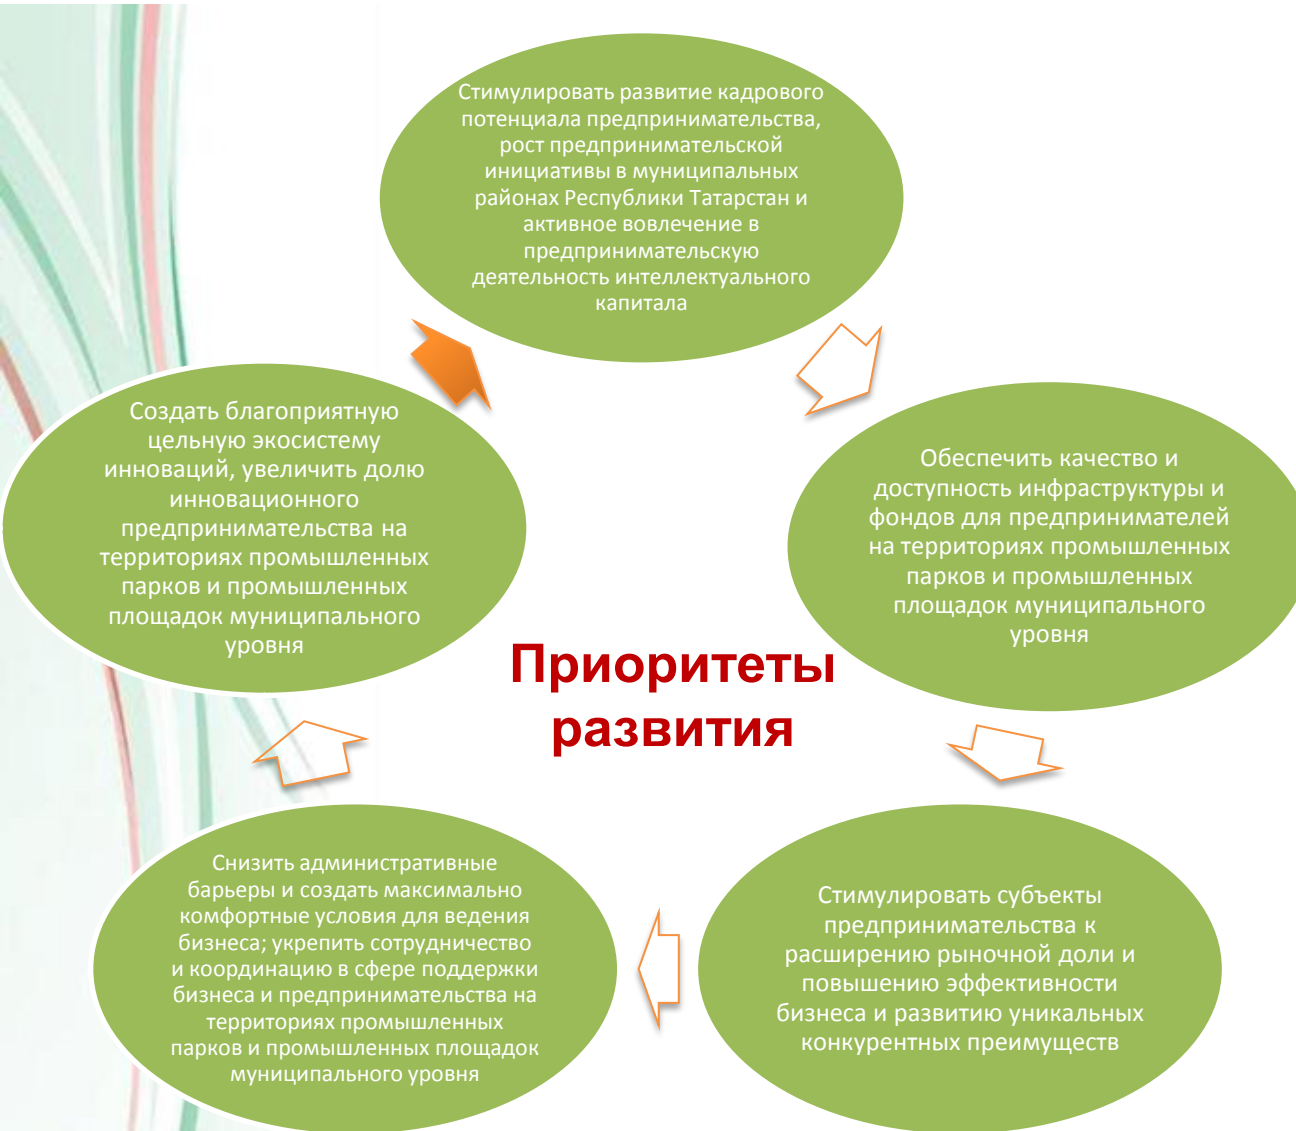 Стимулировать развитие кадрового
потенциала предпринимательства,
рост предпринимательской
инициативы в муниципальных
районах Республики Татарстан и
активное вовлечение в
предпринимательскую
деятельность интеллектуального
капитала
Обеспечить качество и
доступность инфраструктуры и
фондов для предпринимателей
на территориях промышленных
парков и промышленных
площадок муниципального
уровня
Стимулировать субъекты
предпринимательства к
расширению рыночной доли и
повышению эффективности
бизнеса и развитию уникальных
конкурентных преимуществ
Снизить административные
барьеры и создать максимально
комфортные условия для ведения
бизнеса; укрепить сотрудничество
и координацию в сфере поддержки
бизнеса и предпринимательства на
территориях промышленных
парков и промышленных площадок
муниципального уровня
Создать благоприятную
цельную экосистему
инноваций, увеличить долю
инновационного
предпринимательства на
территориях промышленных
парков и промышленных
площадок муниципального
уровня
Приоритеты
развития